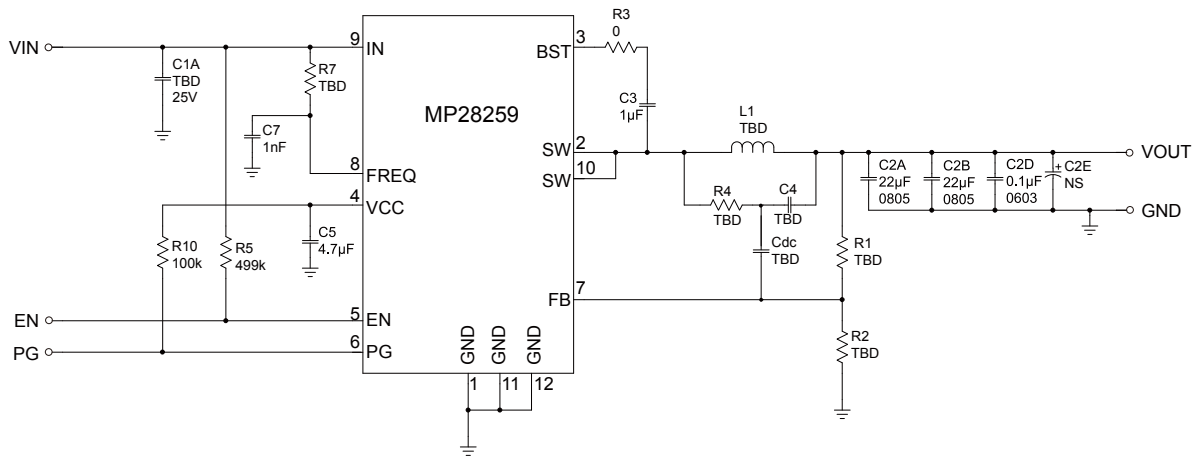 VIN
C1A
TBD
25V
R7
TBD
C7
1nF
R10
100k
R5
499k
C5
4.7µF
EN
PG
9
IN
8
FREQ
4
VCC
5
EN
6
PG
MP28259
3
BST
2
SW
10
SW
7
FB
GND
GND
GND
1
11
12
R3
0
C3
1µF
L1
TBD
R4
TBD
C4
TBD
Cdc
TBD
R1
TBD
R2
TBD
C2A
22µF
0805
C2B
22µF
0805
C2D
0.1µF
0603
+
C2E
NS
VOUT
GND